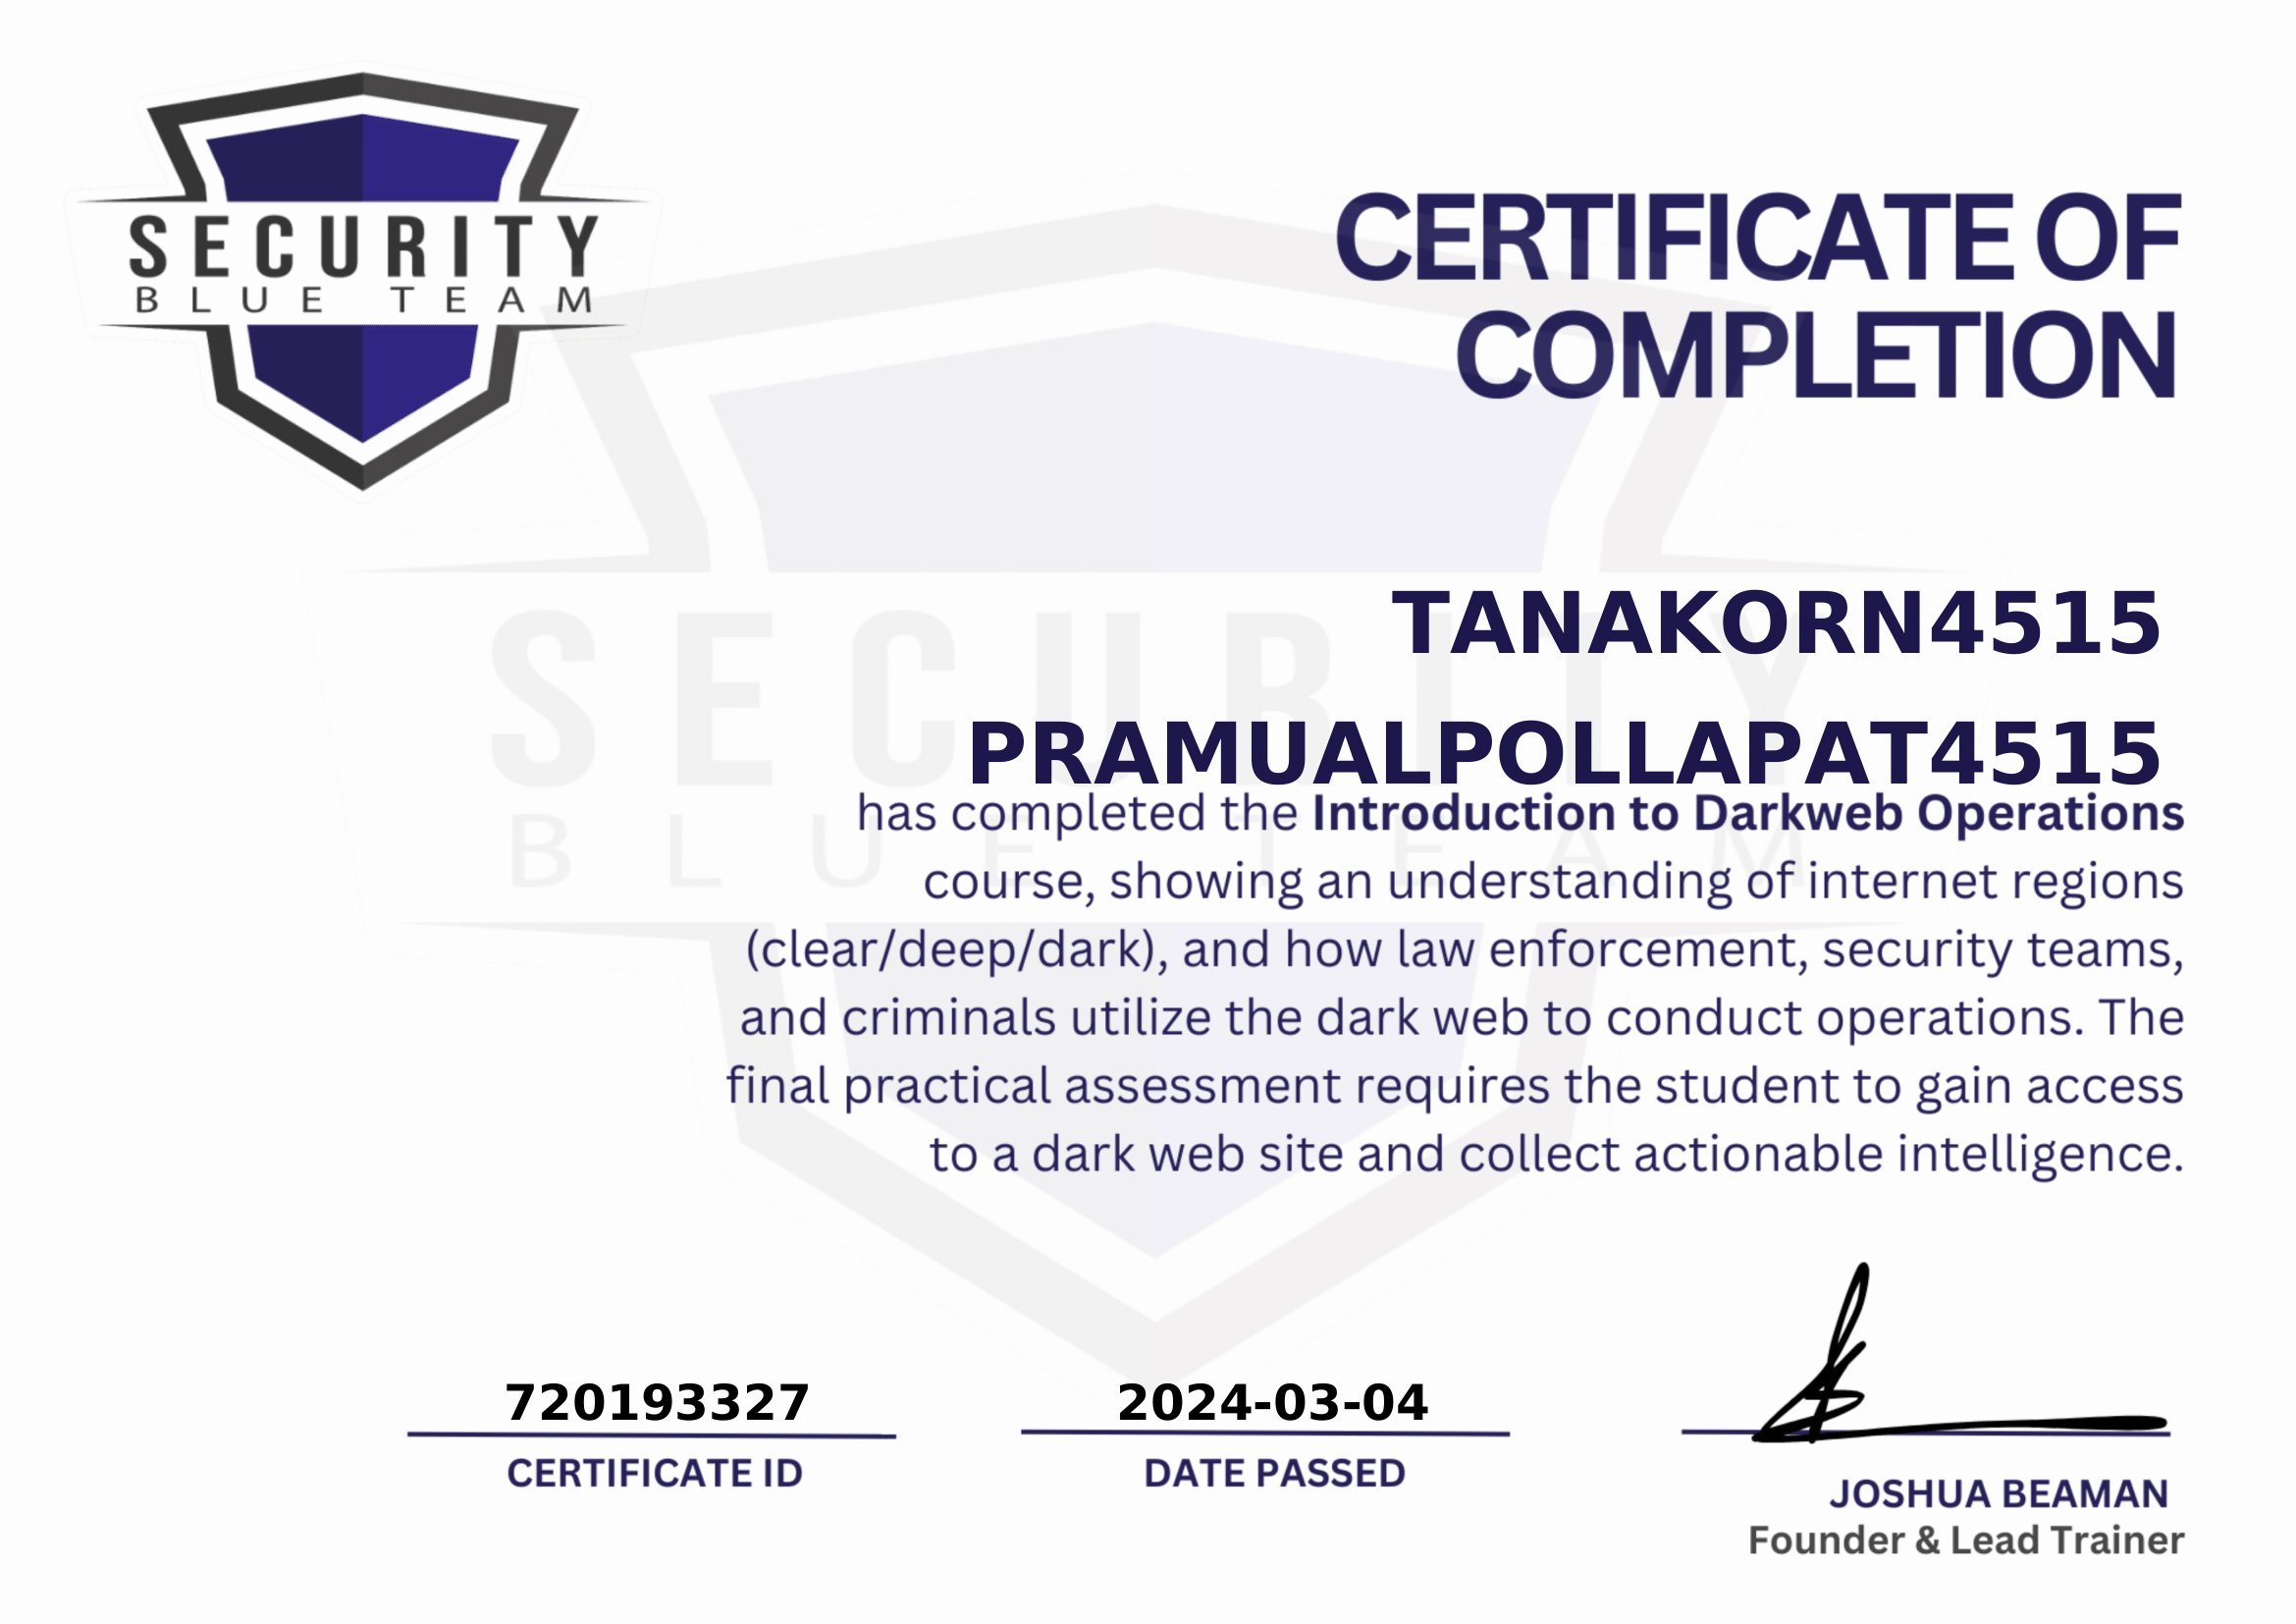 SECURITY
BLUE TEAM
CERTIFICATE OF
COMPLETION
TANAKORN4515
PRAMUALPOLLAPAT4515
has completed the Introduction to Darkweb Operations
course, showing an understanding of internet regions
(clear/deep/dark), and how law enforcement, security teams,
and criminals utilize the dark web to conduct operations. The
final practical assessment requires the student to gain access
to a dark web site and collect actionable intelligence.
720193327
CERTIFICATE ID
2024-03-04
DATE PASSED
JOSHUA BEAMAN
Founder & Lead Trainer
SECURITY
BLUE TEAM